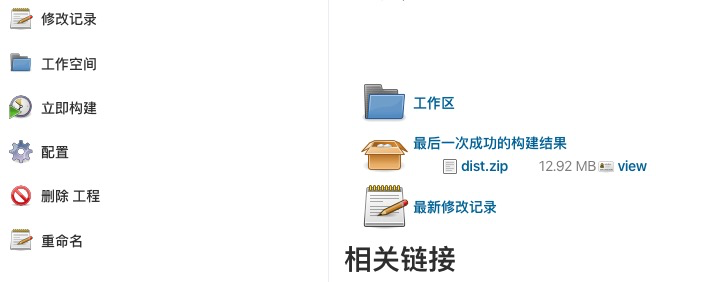 修改记录
工作空间
立即构建
配置
删除 工程
重命名
工作区
最后一次成功的构建结果
dist.zip 12.92 MB view
最新修改记录
相关链接